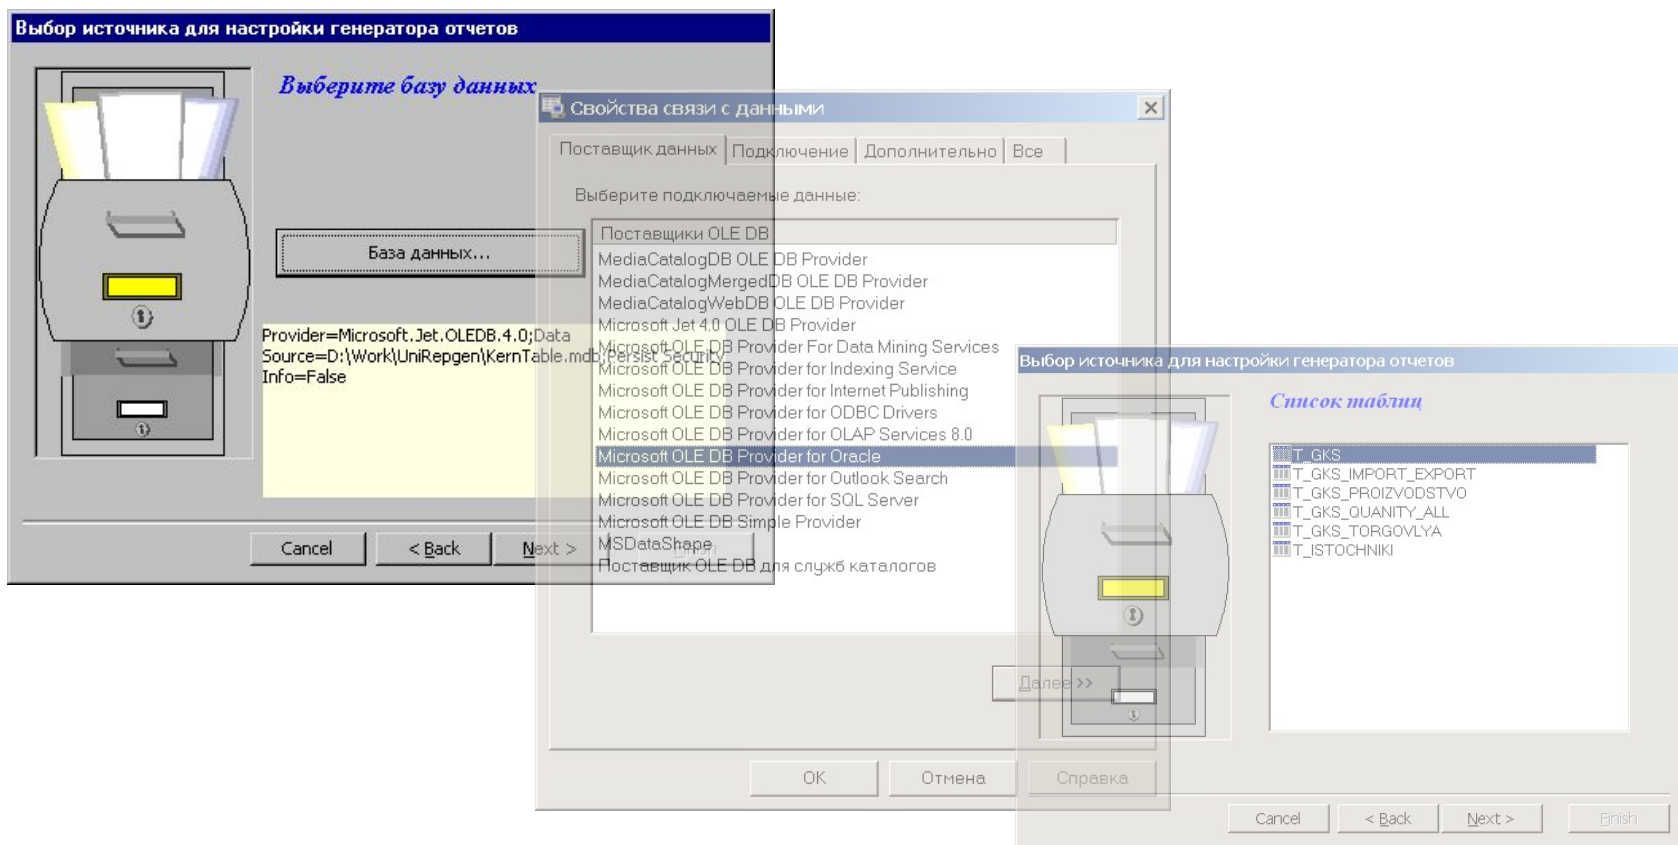 Выбор источника для настройки генератора отчетов
Выберите базу данных
База данных...
Provider=Microsoft.Jet.OLEDB.4.0;Data
Source=D:\Work\UniRepgen\KernTable.mdb;Persist Security
Info=False
Cancel
< Back
Next >
Finish
Свойства связи с данными
Поставщик данных
Подключение
Дополнительно
Все
Выберите подключаемые данные:
Поставщики OLE DB
MediaCatalogDB OLE DB Provider
MediaCatalogMergedDB OLE DB Provider
MediaCatalogWebDB OLE DB Provider
Microsoft Jet 4.0 OLE DB Provider
Microsoft OLE DB Provider For Data Mining Services
Microsoft OLE DB Provider for Indexing Service
Microsoft OLE DB Provider for Internet Publishing
Microsoft OLE DB Provider for ODBC Drivers
Microsoft OLE DB Provider for OLAP Services 8.0
Microsoft OLE DB Provider for Oracle
Microsoft OLE DB Provider for Outlook Search
Microsoft OLE DB Provider for SQL Server
Microsoft OLE DB Simple Provider
MSDataShape
Поставщик OLE DB для служб каталогов
Далее >>
OK
Отмена
Справка
Выбор источника для настройки генератора отчетов
Список таблиц
T_GKS
T_GKS_IMPORT_EXPORT
T_GKS_PROIZVODSTVO
T_GKS_QUANITY_ALL
T_GKS_TORGOVLYA
T_ISTOCHNIKI
Cancel
< Back
Next >
Finish